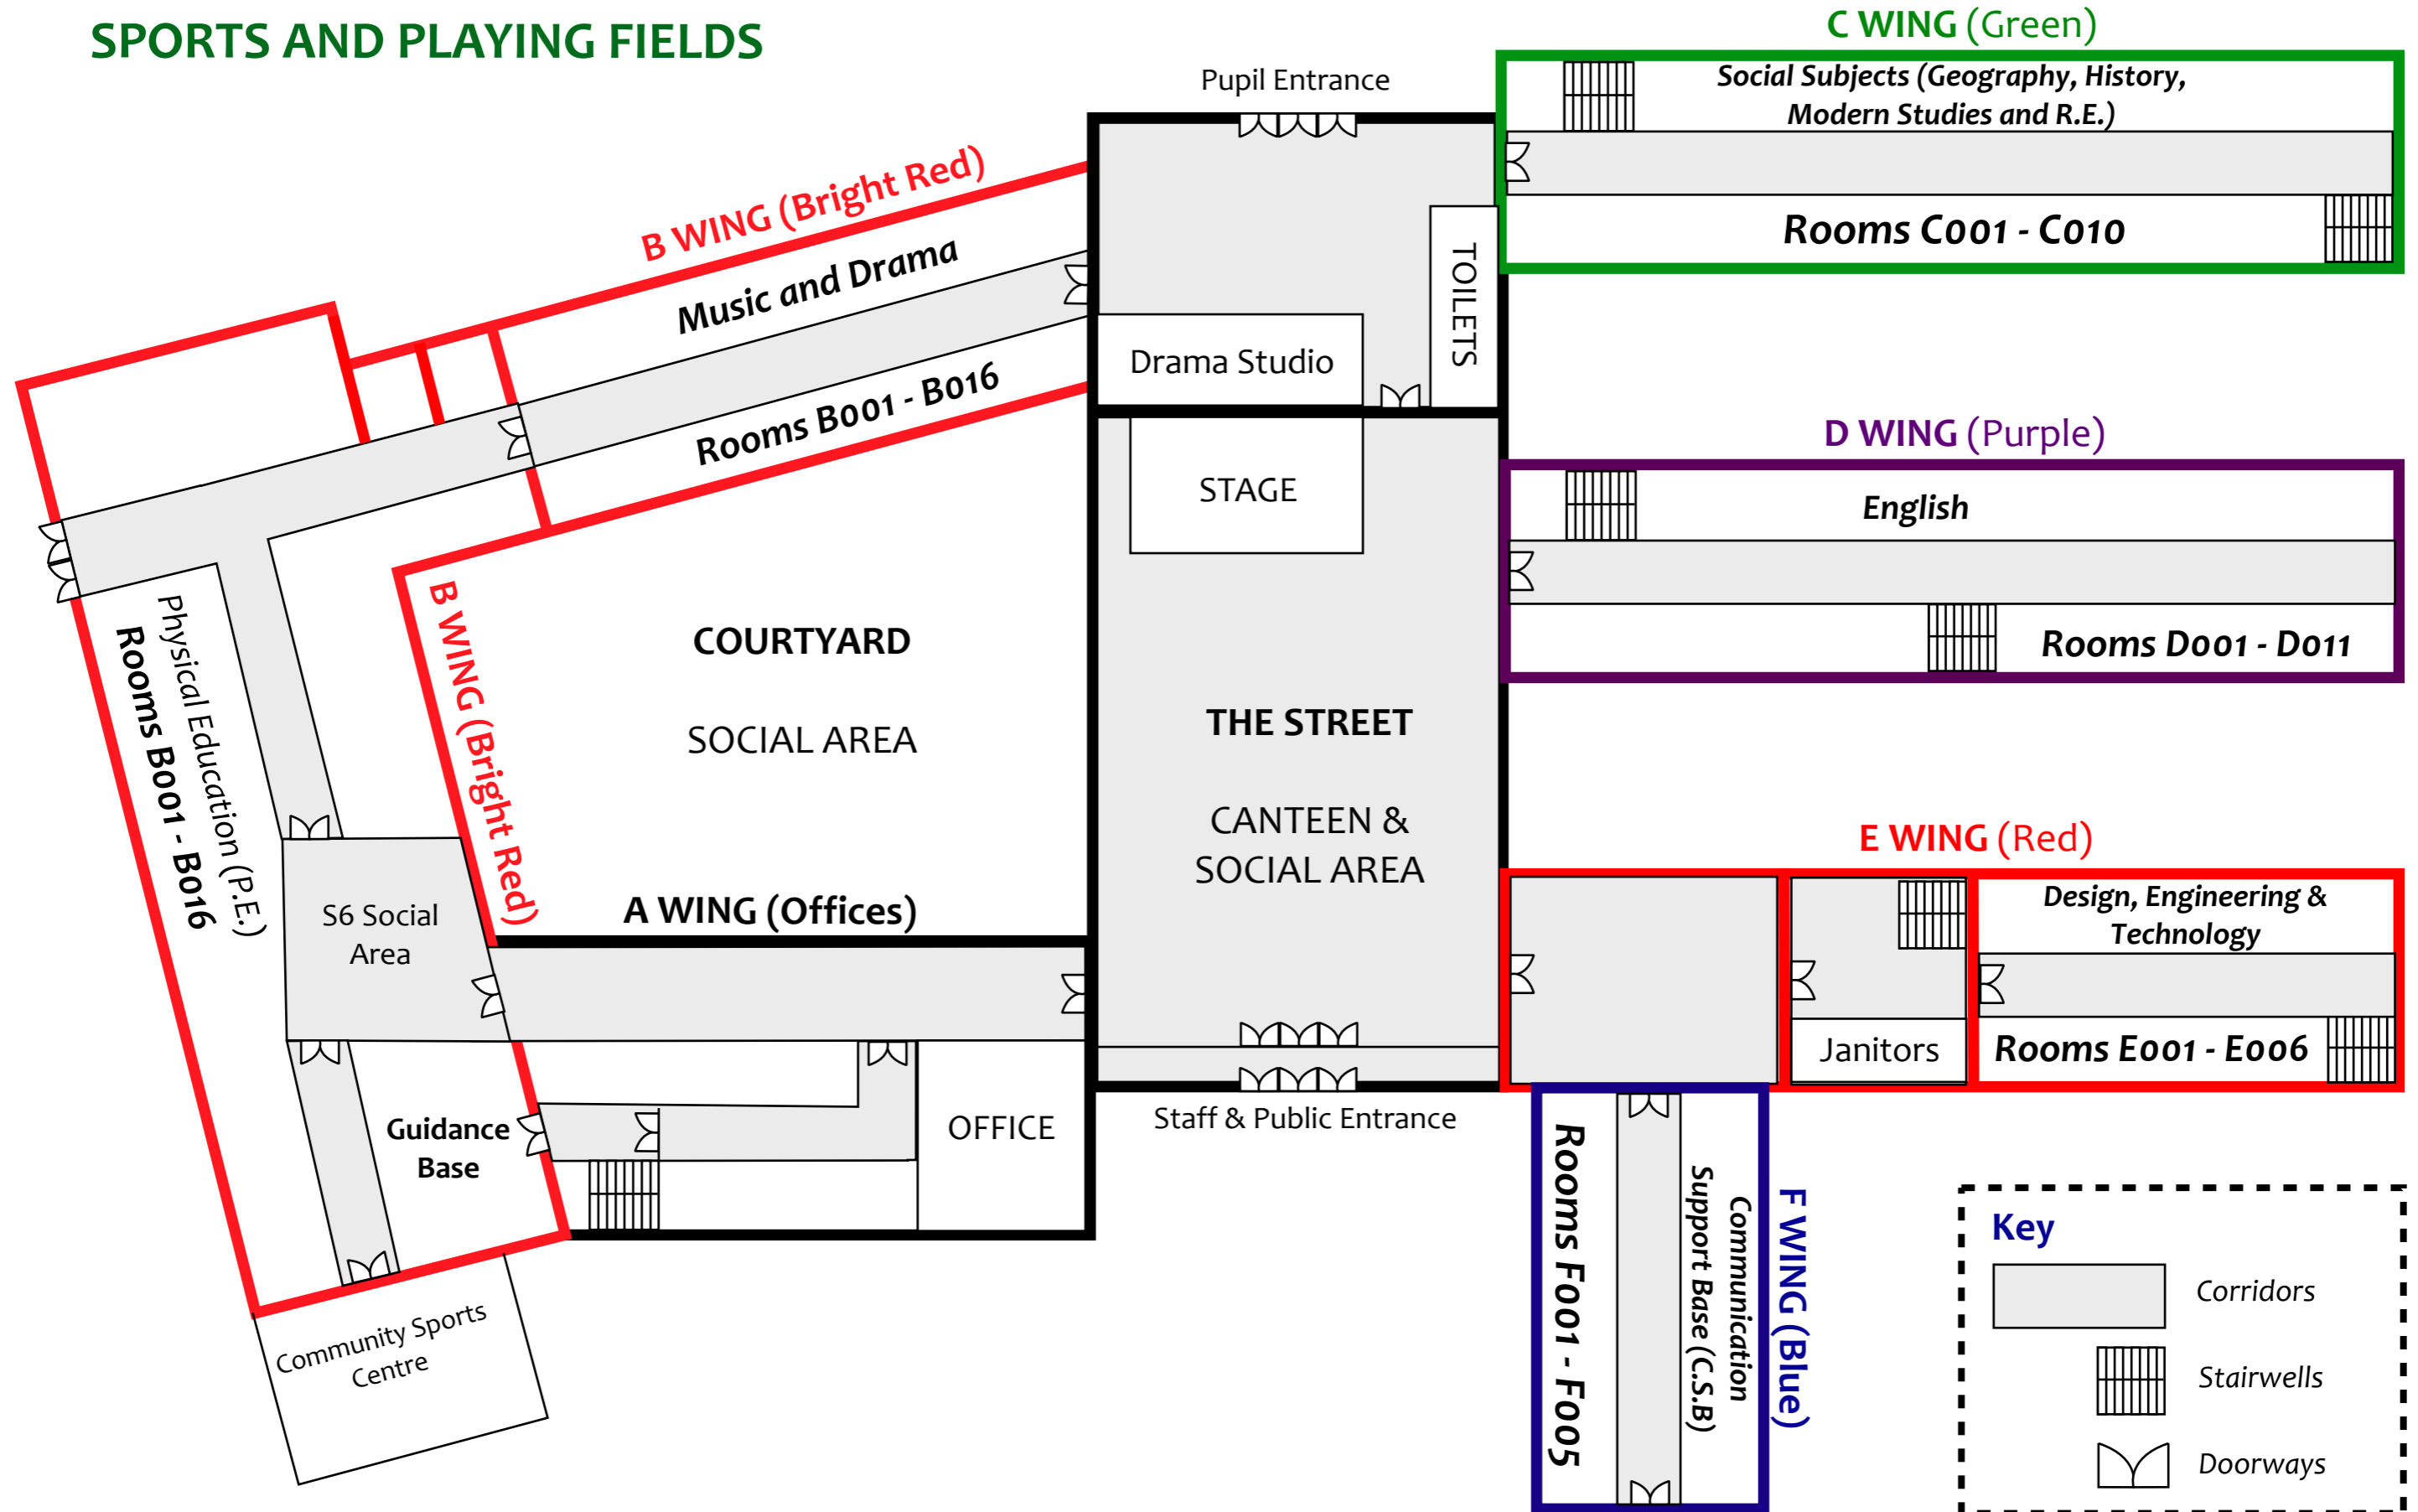 SPORTS AND PLAYING FIELDS
C WING (Green)
Pupil Entrance
Social Subjects (Geography, History,
Modern Studies and R.E.)
Rooms C001 - C010
B WING (Bright Red)
Music and Drama
Rooms B001 - B016
TOILETS
Drama Studio
STAGE
D WING (Purple)
English
Rooms D001 - D011
Physical Education (P.E.)
Rooms B001 - B016
B WING (Bright Red)
COURTYARD
SOCIAL AREA
THE STREET
CANTEEN &
SOCIAL AREA
E WING (Red)
S6 Social
Area
A WING (Offices)
Design, Engineering &
Technology
Janitors
Rooms E001 - E006
Guidance
Base
OFFICE
Staff & Public Entrance
Rooms F001 - F005
Communication
Support Base (C.S.B)
F WING (Blue)
Community Sports
Centre
Key
Corridors
Stairwells
Doorways